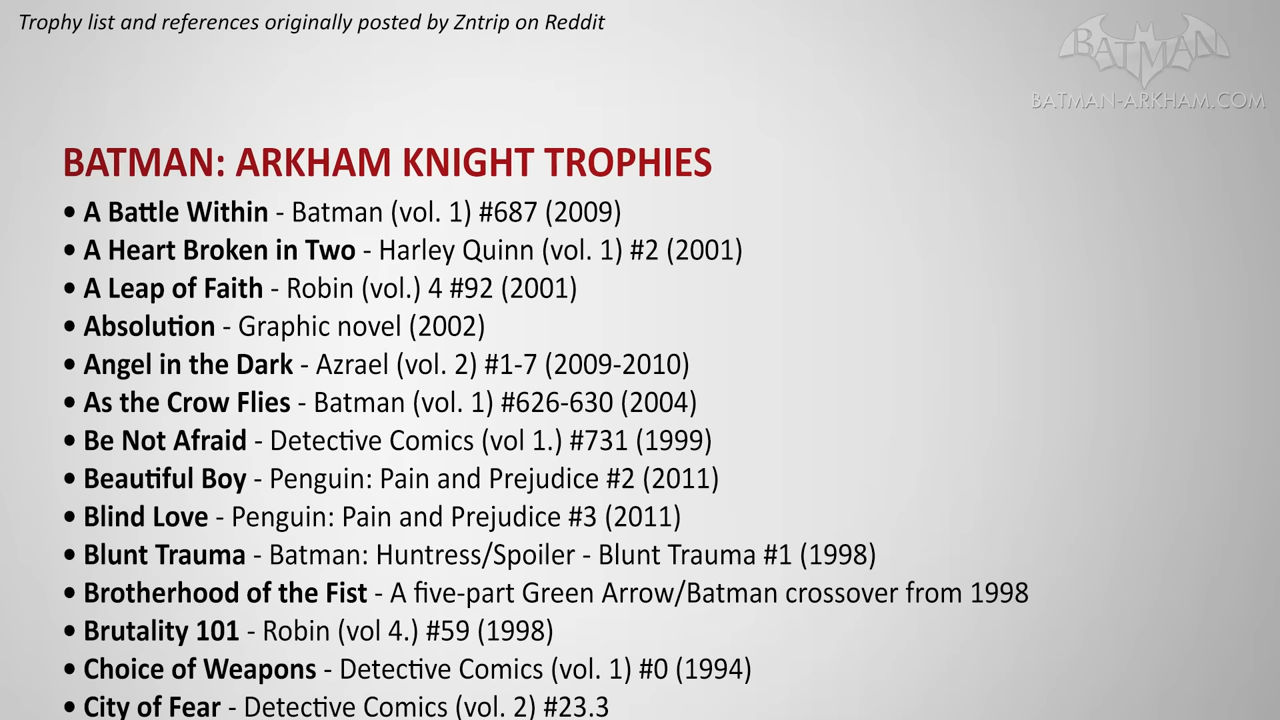 Trophy list and references originally posted by Zntrip on Reddit
BATMAN
BATMAN-ARKHAM.COM
BATMAN: ARKHAM KNIGHT TROPHIES
• A Battle Within - Batman (vol. 1) #687 (2009)
• A Heart Broken in Two - Harley Quinn (vol. 1) #2 (2001)
• A Leap of Faith - Robin (vol.) 4 #92 (2001)
• Absolution - Graphic novel (2002)
• Angel in the Dark - Azrael (vol. 2) #1-7 (2009-2010)
• As the Crow Flies - Batman (vol. 1) #626-630 (2004)
• Be Not Afraid - Detective Comics (vol 1.) #731 (1999)
• Beautiful Boy - Penguin: Pain and Prejudice #2 (2011)
• Blind Love - Penguin: Pain and Prejudice #3 (2011)
• Blunt Trauma - Batman: Huntress/Spoiler - Blunt Trauma #1 (1998)
• Brotherhood of the Fist - A five-part Green Arrow/Batman crossover from 1998
• Brutality 101 - Robin (vol 4.) #59 (1998)
• Choice of Weapons - Detective Comics (vol. 1) #0 (1994)
• City of Fear - Detective Comics (vol. 2) #23.3